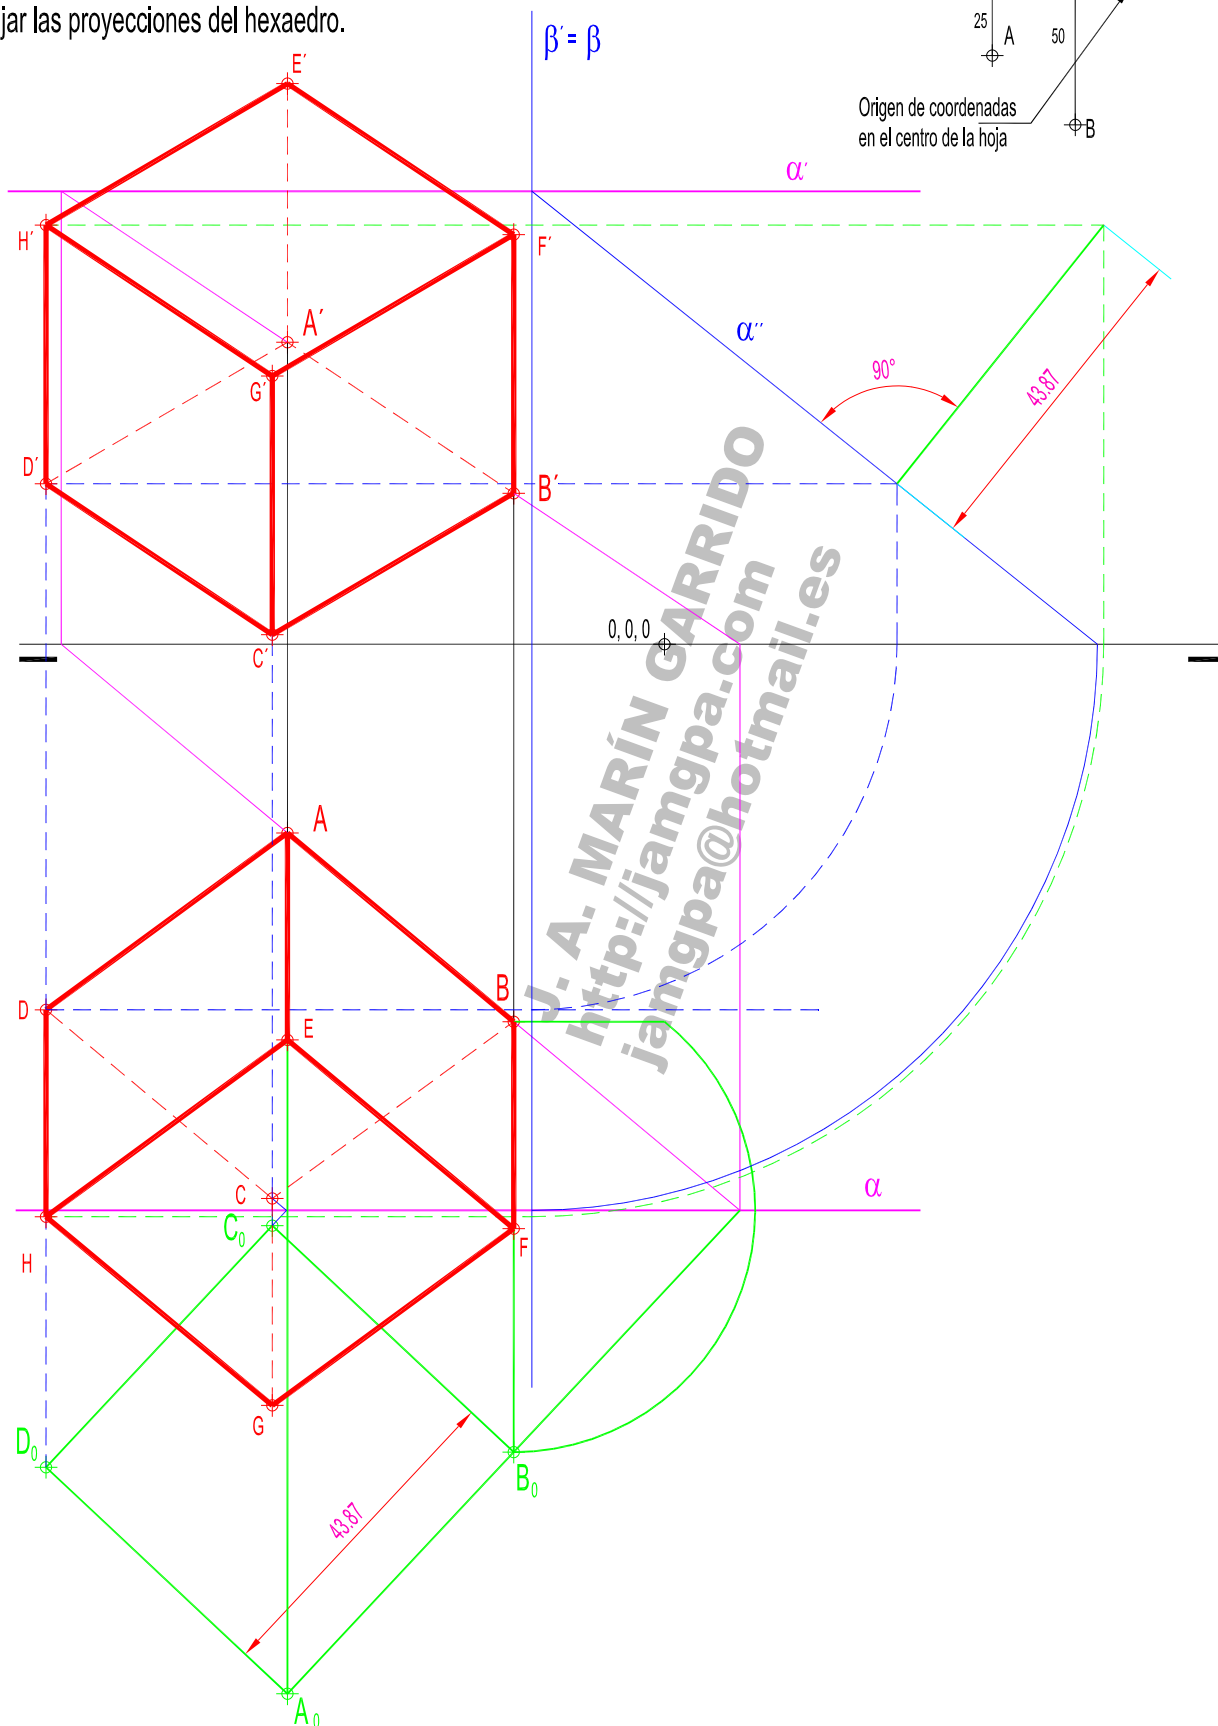 jar las proyecciones del hexaedro.
β′= β
25
A
50
Origen de coordenadas
en el centro de la hoja
B
E′
α′
H′
F′
A′
α′′
90°
43.87
G′
D′
B′
0, 0, 0
C′
J. A. MARÍN GARRIDO
http://jamgpa.com
jamgpa@hotmail.es
A
B
D
E
C
α
C₀
F
H
G
D₀
B₀
43.87
A₀